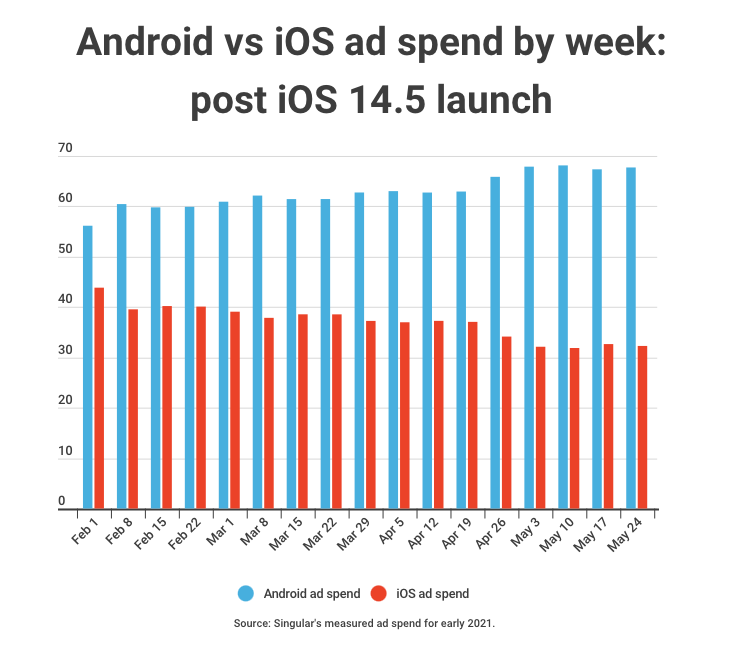 Android vs iOS ad spend by week:
post iOS 14.5 launch
70
60
50
40
30
20
10
0
Feb 1
Feb 8
Feb 15
Feb 22
Mar 1
Mar 8
Mar 15
Mar 22
Mar 29
Apr 5
Apr 12
Apr 19
Apr 26
May 3
May 10
May 17
May 24
Android ad spend
iOS ad spend
Source: Singular's measured ad spend for early 2021.